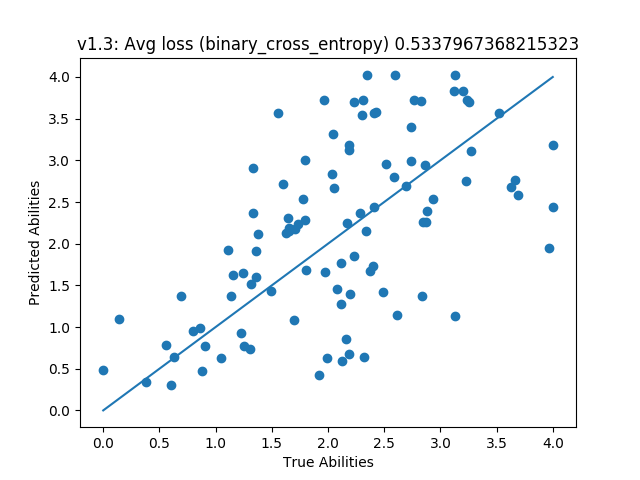 v1.3: Avg loss (binary_cross_entropy) 0.5337967368215323
4.0
3.5
3.0
2.5
2.0
1.5
1.0
0.5
0.0
Predicted Abilities
0.0 0.5 1.0 1.5 2.0 2.5 3.0 3.5 4.0
True Abilities